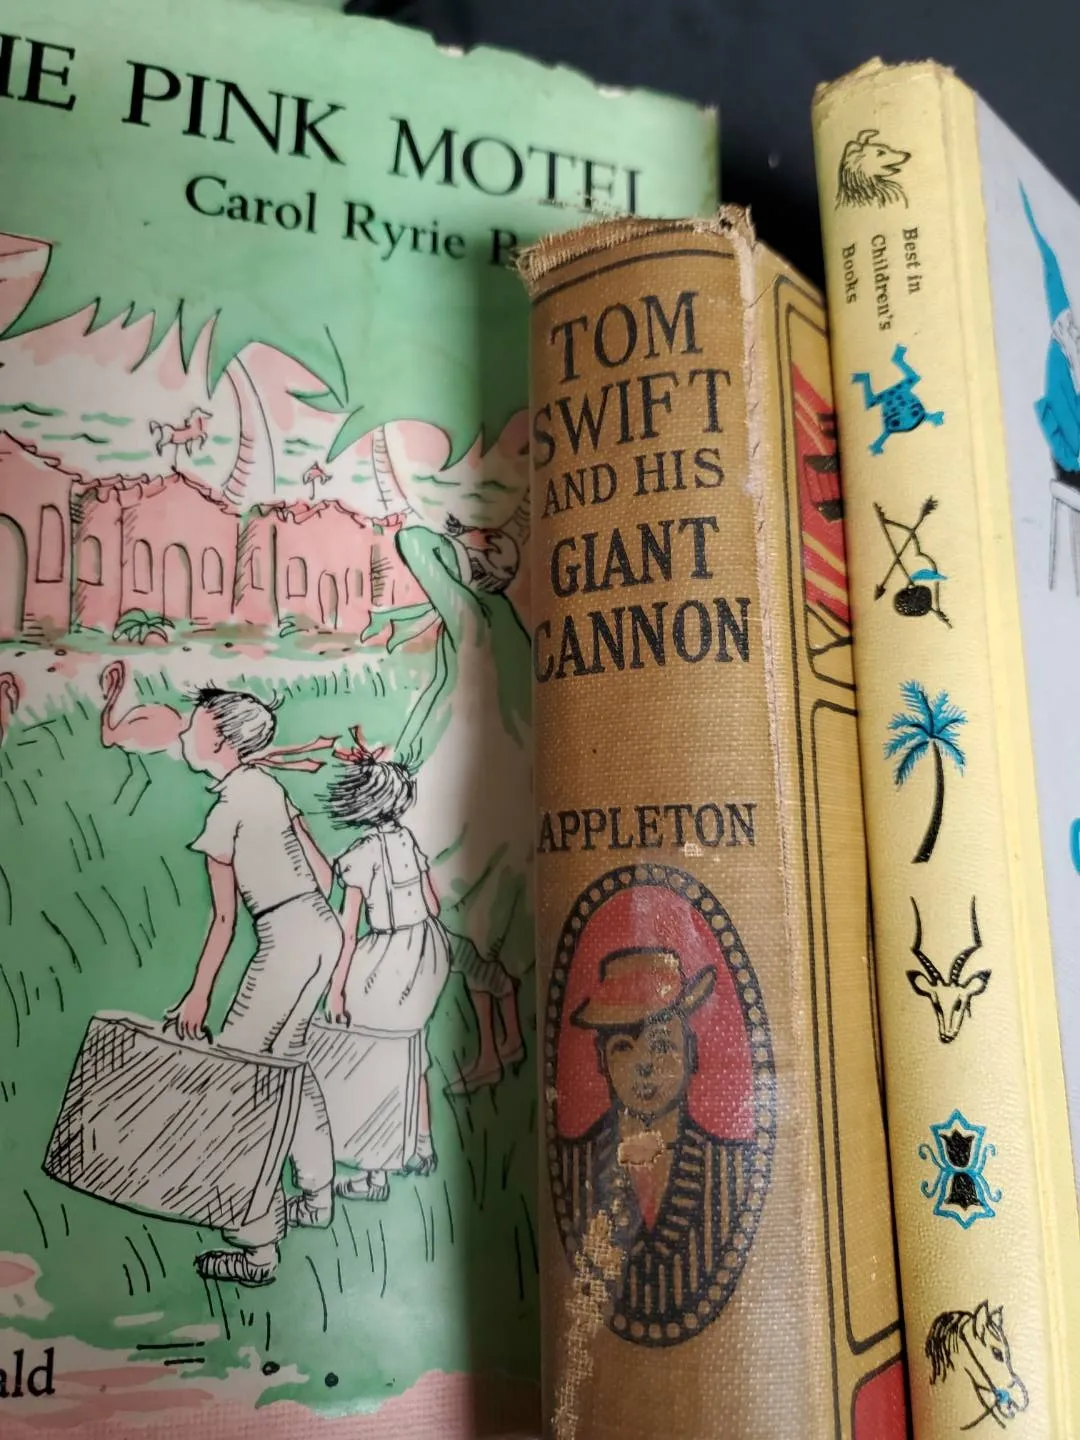 HE PINK MOTEL
Carol Ryrie
ald
TOM
SWIFT
AND HIS
GIANT
CANNON
APPLETON
Best in
Children's
Books